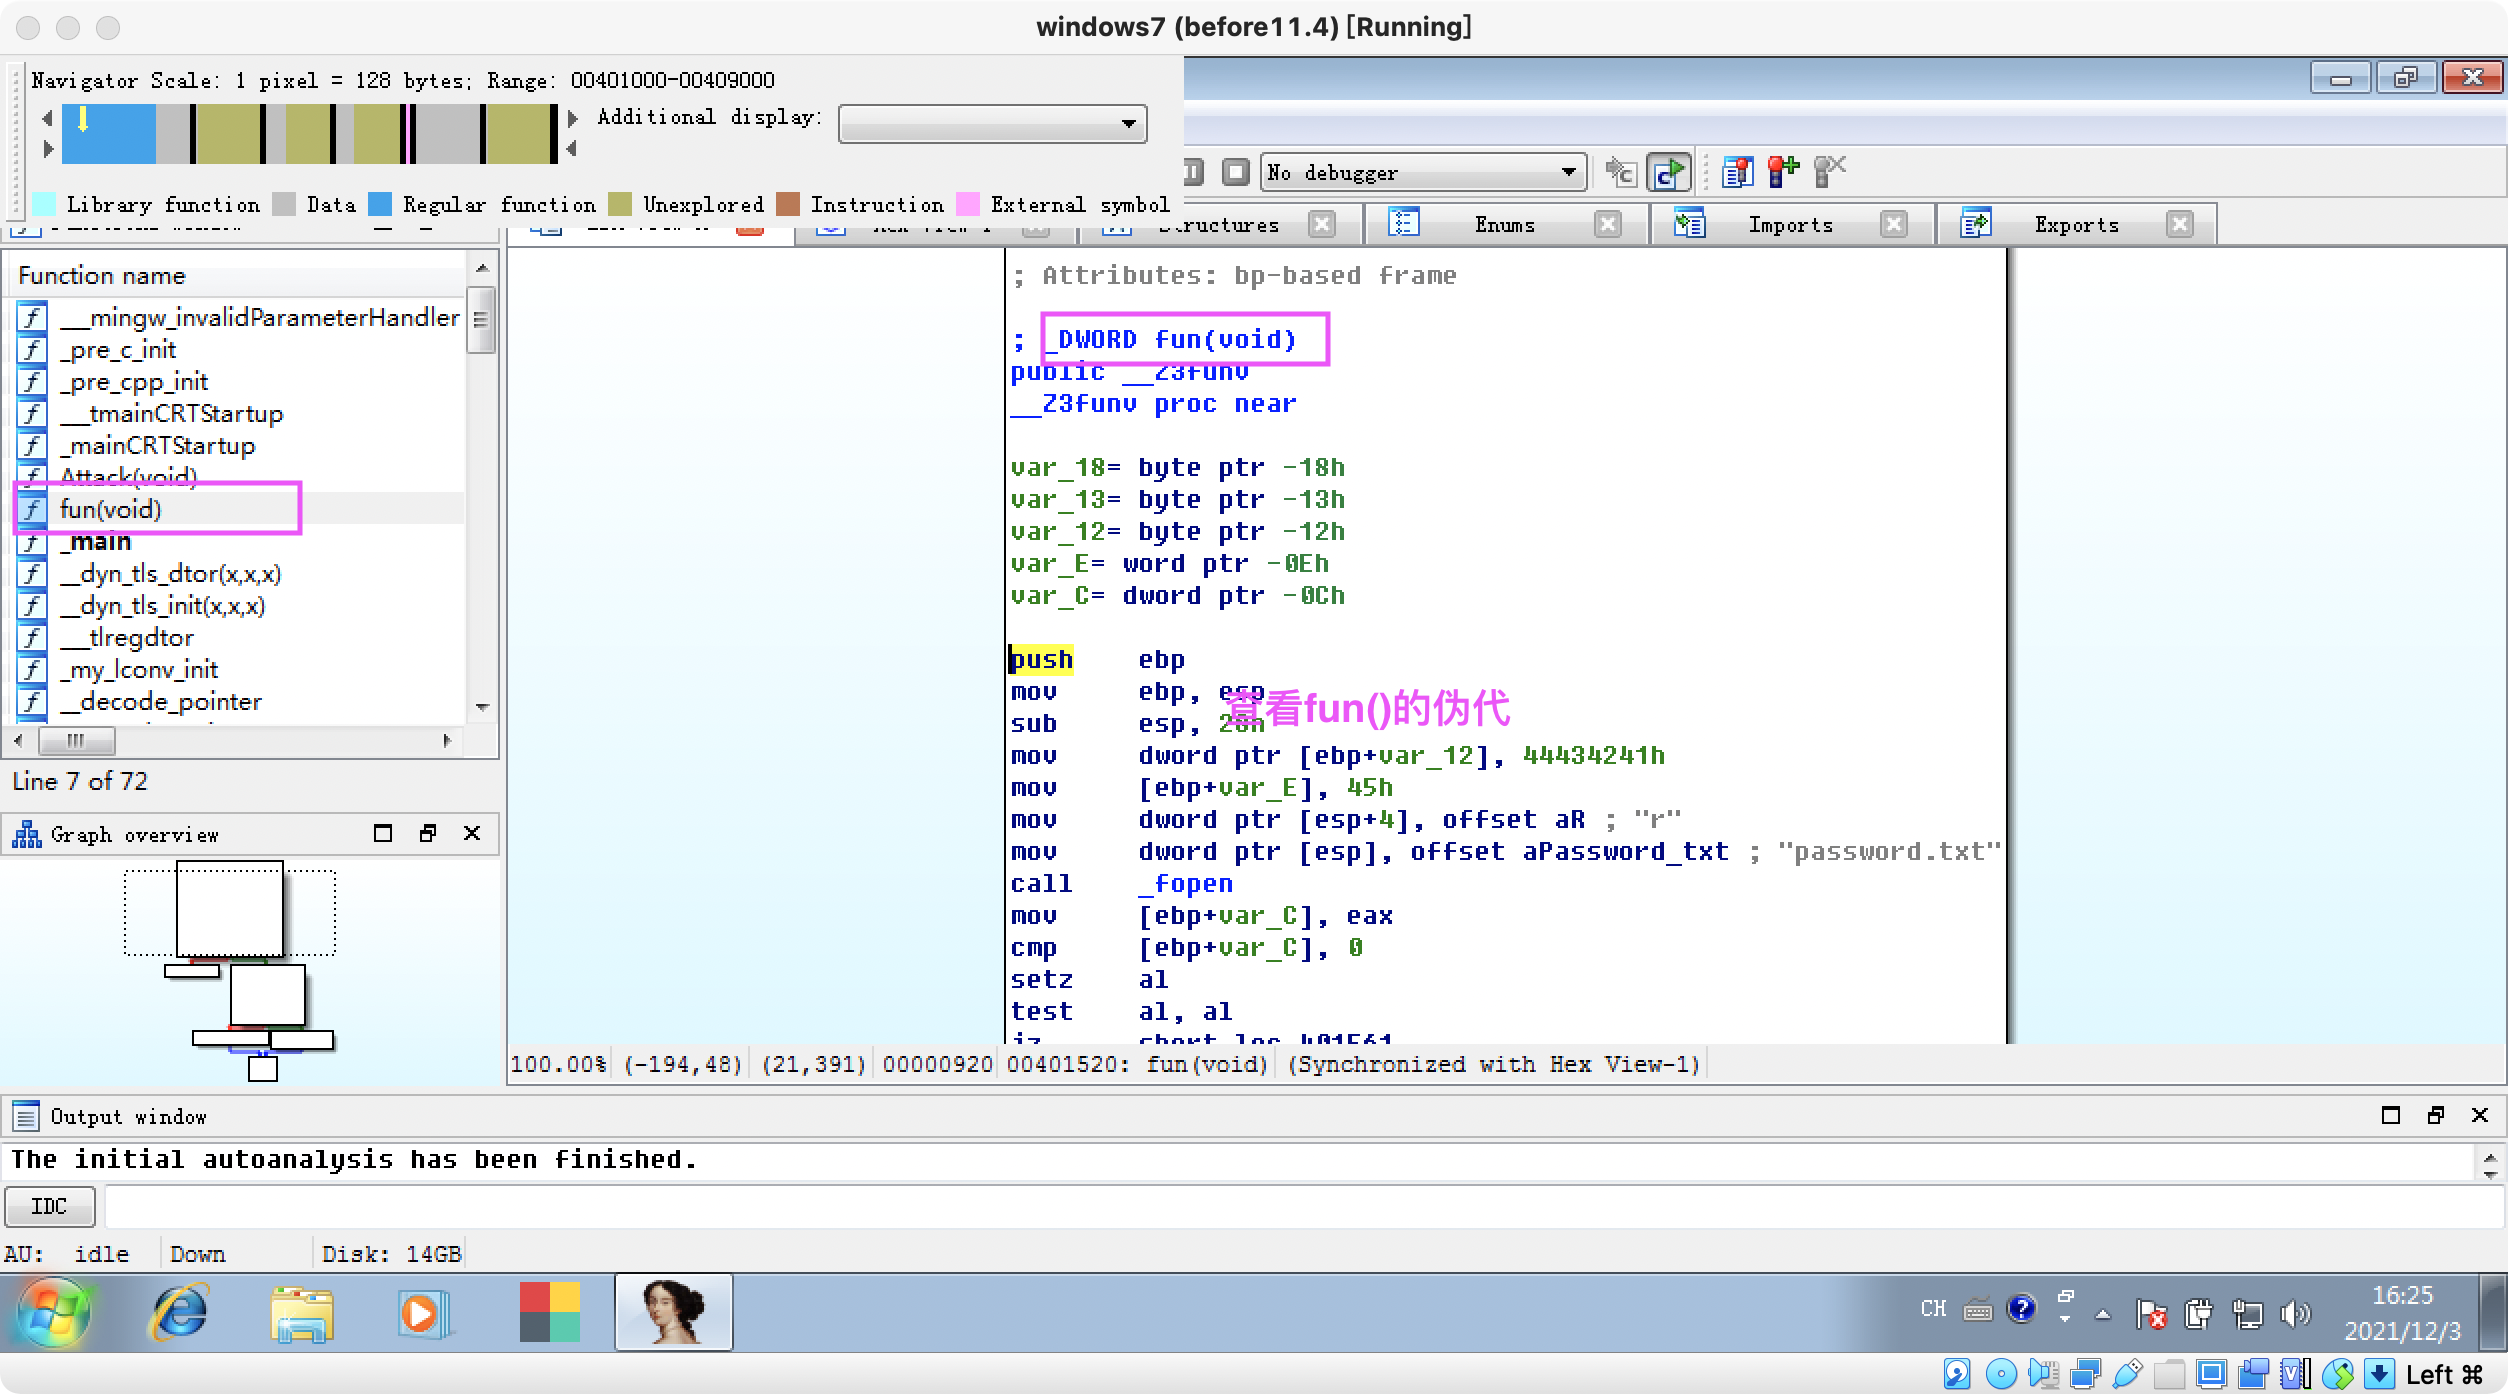 windows7 (before11.4) [Running]
Navigator Scale: 1 pixel = 128 bytes; Range: 00401000-00409000
Additional display:
Library function Data Regular function Unexplored Instruction External symbol
No debugger
Structures Enums Imports Exports
Function name
___mingw_invalidParameterHandler
_pre_c_init
_pre_cpp_init
___tmainCRTStartup
_mainCRTStartup
Attack(void)
fun(void)
_main
__dyn_tls_dtor(x,x,x)
__dyn_tls_init(x,x,x)
___tlregdtor
_my_lconv_init
__decode_pointer
Line 7 of 72
Graph overview
; Attributes: bp-based frame
; _DWORD fun(void)
public __Z3funv
__Z3funv proc near
var_18= byte ptr -18h
var_13= byte ptr -13h
var_12= byte ptr -12h
var_E= word ptr -0Eh
var_C= dword ptr -0Ch
push ebp
mov ebp, esp
查看fun()的伪代
sub esp, 28h
mov dword ptr [ebp+var_12], 44434241h
mov [ebp+var_E], 45h
mov dword ptr [esp+4], offset aR ; "r"
mov dword ptr [esp], offset aPassword_txt ; "password.txt"
call _fopen
mov [ebp+var_C], eax
cmp [ebp+var_C], 0
setz al
test al, al
jz short loc_401561
100.00% (-194,48) (21,391) 00000920 00401520: fun(void) (Synchronized with Hex View-1)
Output window
The initial autoanalysis has been finished.
IDC
AU: idle Down Disk: 14GB
CH
16:25
2021/12/3
Left ⌘